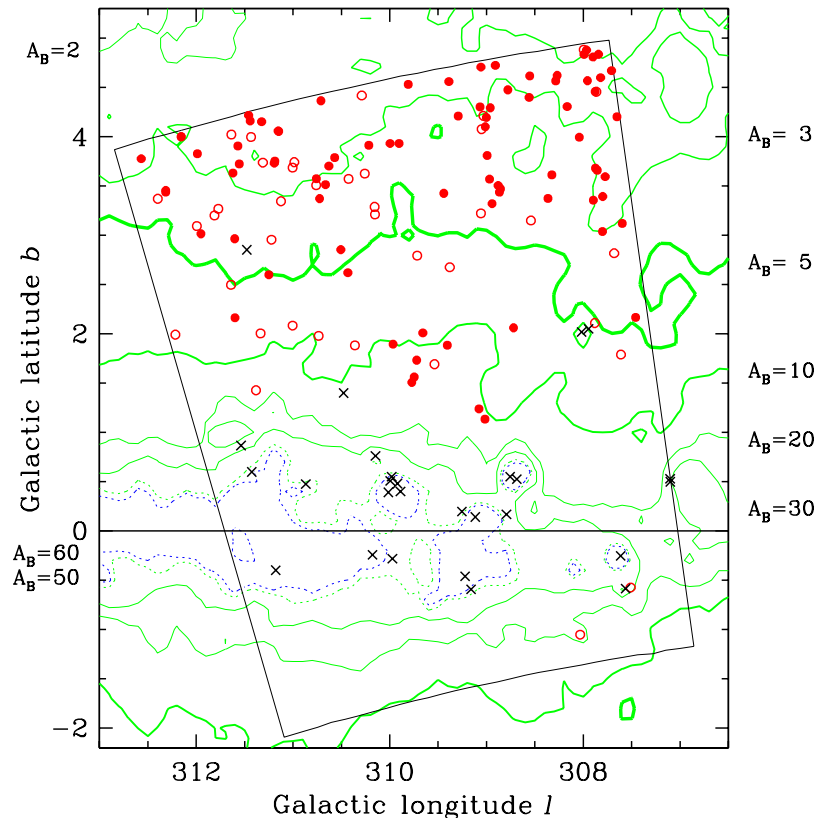 A_B=2
4
A_B= 3
A_B= 5
2
A_B=10
A_B=20
A_B=30
0
A_B=60
A_B=50
−2
Galactic latitude b
312
310
308
Galactic longitude l